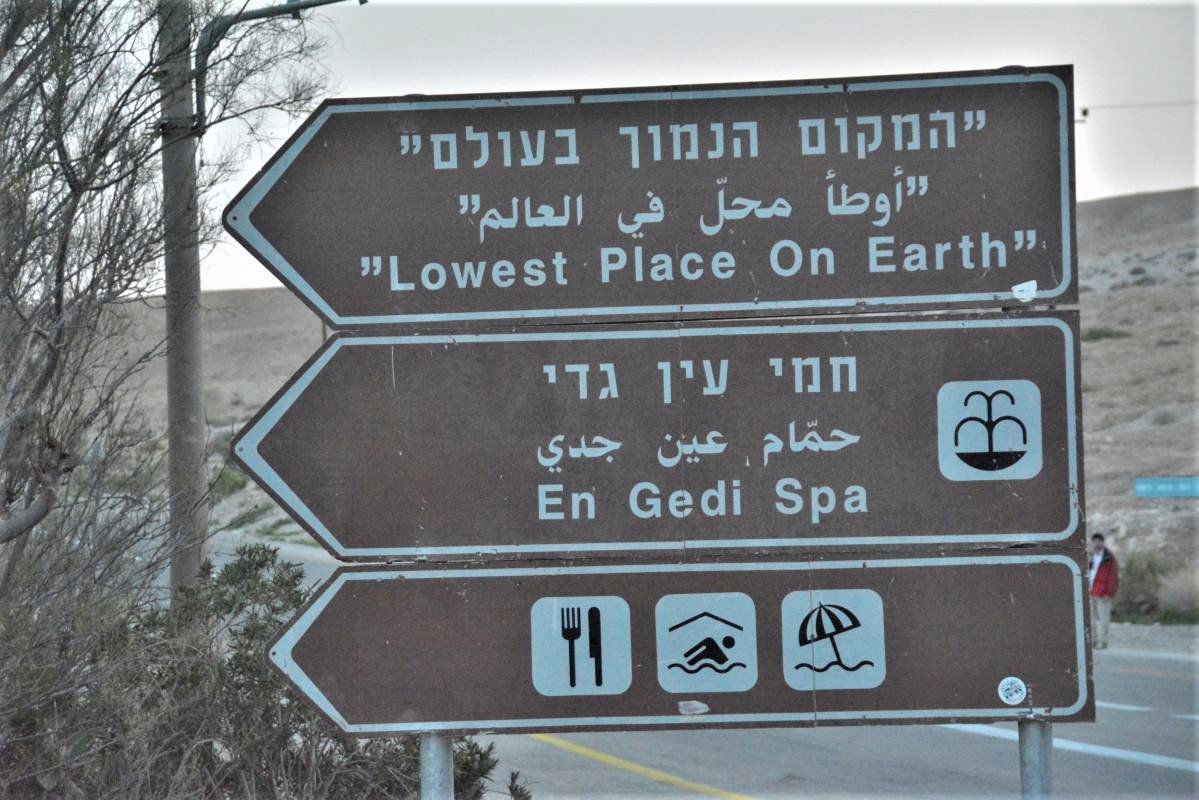 "המקום הנמוך בעולם"
"أوطأ محلّ في العالم"
"Lowest Place On Earth"
חמי עין גדי
حمّام عين جدي
En Gedi Spa